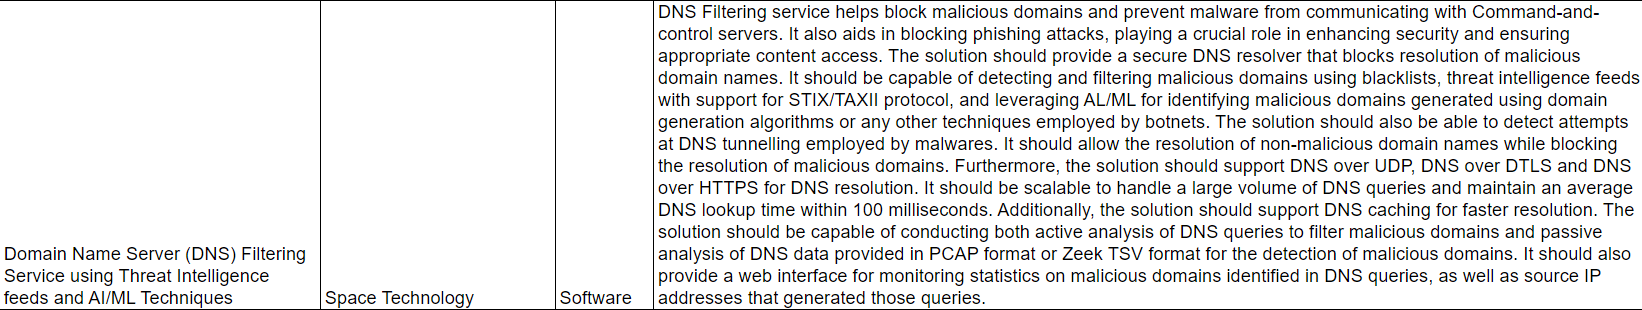 Domain Name Server (DNS) Filtering
Service using Threat Intelligence
feeds and AI/ML Techniques
Space Technology
Software
DNS Filtering service helps block malicious domains and prevent malware from communicating with Command-and-
control servers. It also aids in blocking phishing attacks, playing a crucial role in enhancing security and ensuring
appropriate content access. The solution should provide a secure DNS resolver that blocks resolution of malicious
domain names. It should be capable of detecting and filtering malicious domains using blacklists, threat intelligence feeds
with support for STIX/TAXII protocol, and leveraging AL/ML for identifying malicious domains generated using domain
generation algorithms or any other techniques employed by botnets. The solution should also be able to detect attempts
at DNS tunnelling employed by malwares. It should allow the resolution of non-malicious domain names while blocking
the resolution of malicious domains. Furthermore, the solution should support DNS over UDP, DNS over DTLS and DNS
over HTTPS for DNS resolution. It should be scalable to handle a large volume of DNS queries and maintain an average
DNS lookup time within 100 milliseconds. Additionally, the solution should support DNS caching for faster resolution. The
solution should be capable of conducting both active analysis of DNS queries to filter malicious domains and passive
analysis of DNS data provided in PCAP format or Zeek TSV format for the detection of malicious domains. It should also
provide a web interface for monitoring statistics on malicious domains identified in DNS queries, as well as source IP
addresses that generated those queries.